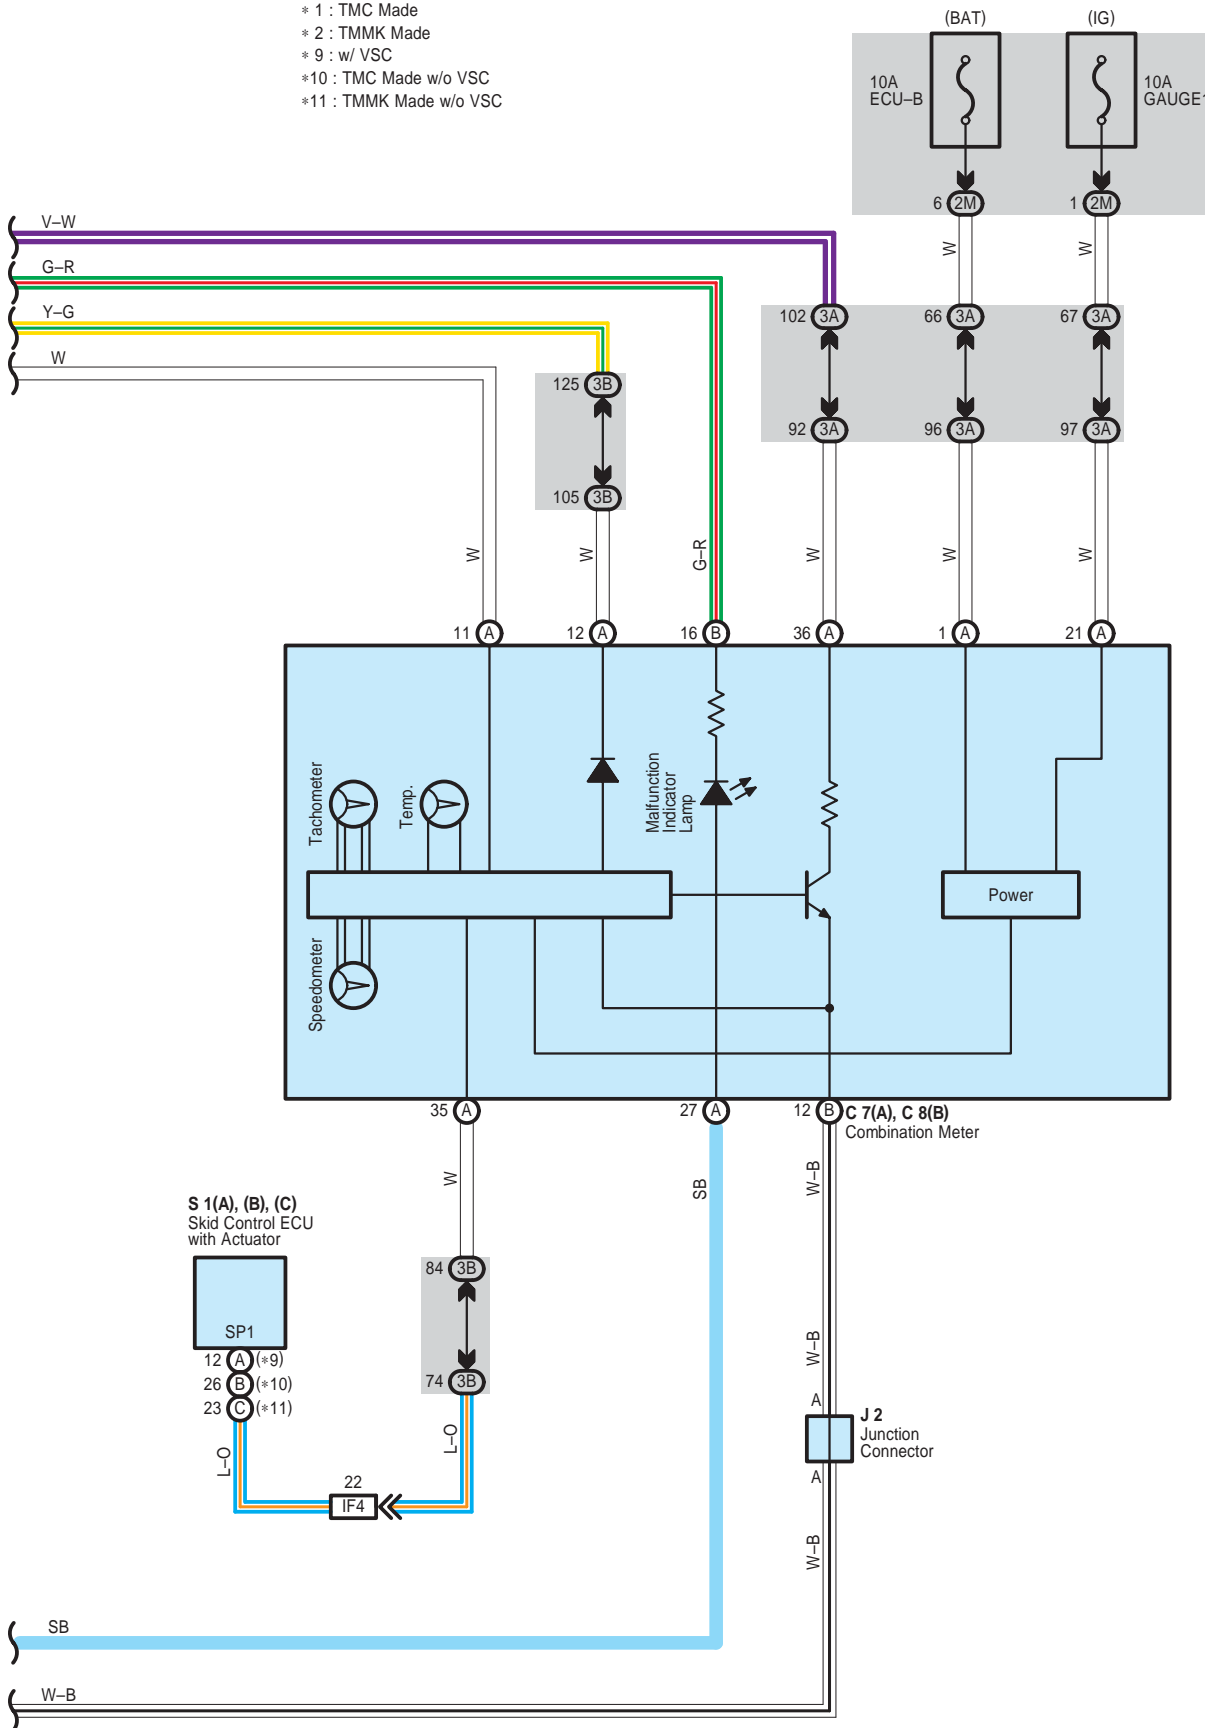 * 1 : TMC Made
* 2 : TMMK Made
* 9 : w/ VSC
*10 : TMC Made w/o VSC
*11 : TMMK Made w/o VSC
(BAT)
(IG)
10A
ECU–B
10A
GAUGE1
6 2M
1 2M
V–W
W
W
G–R
Y–G
102 3A
66 3A
67 3A
W
125 3B
92 3A
96 3A
97 3A
105 3B
W
W
G–R
W
W
W
11 A
12 A
16 B
36 A
1 A
21 A
Tachometer
Temp.
Malfunction
Indicator
Lamp
Power
Speedometer
35 A
27 A
12 B
C 7(A), C 8(B)
Combination Meter
W
SB
W–B
S 1(A), (B), (C)
Skid Control ECU
with Actuator
84 3B
SP1
12 A (*9)
26 B (*10)
23 C (*11)
74 3B
W–B
A
J 2
Junction
Connector
A
L–O
L–O
22
IF4
W–B
SB
W–B